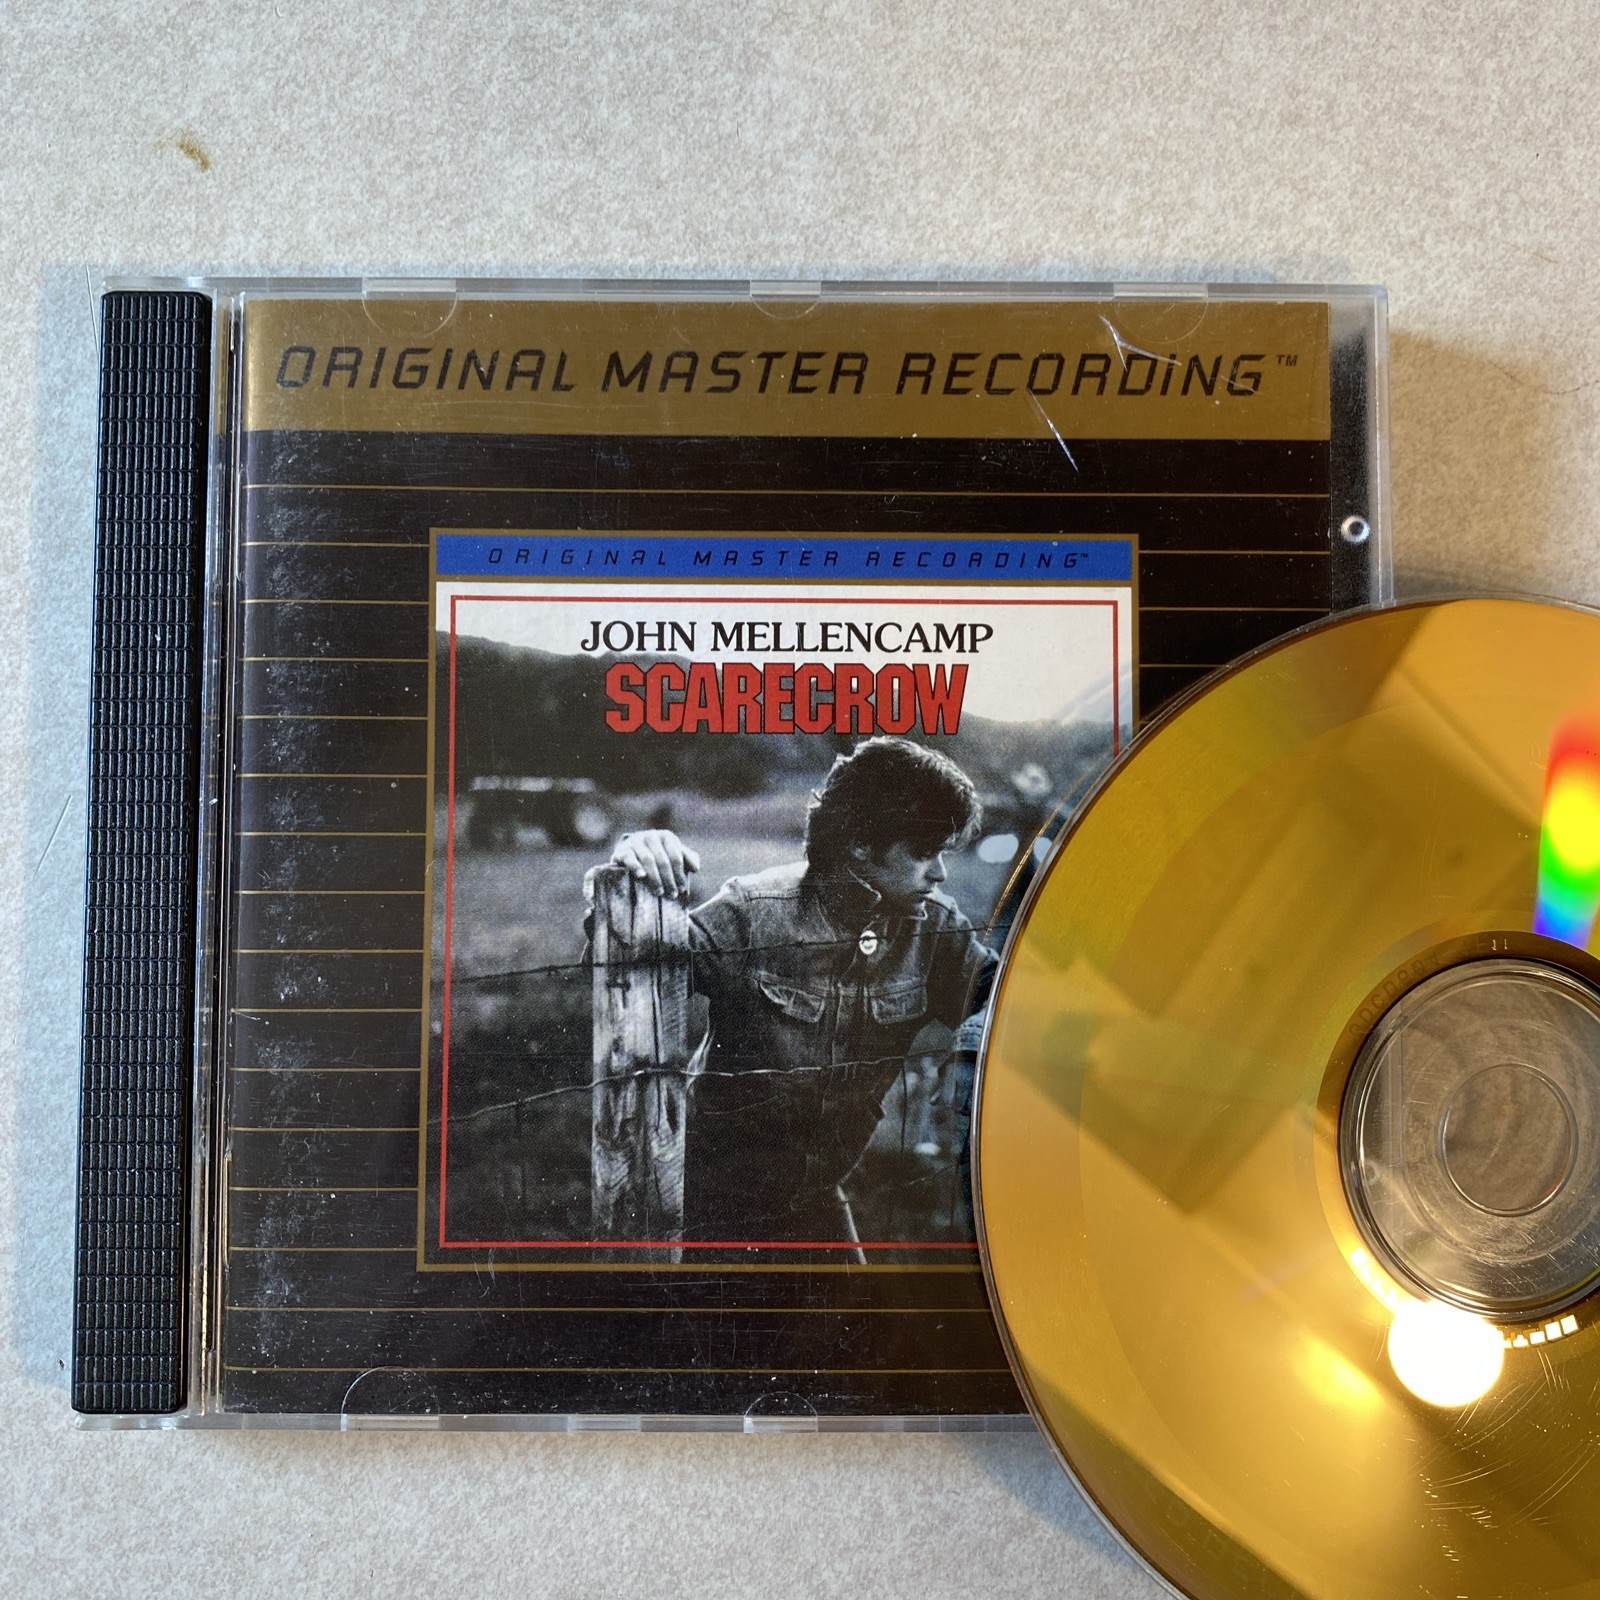 ORIGINAL MASTER RECORDING™
ORIGINAL MASTER RECORDING™
JOHN MELLENCAMP
SCARECROW